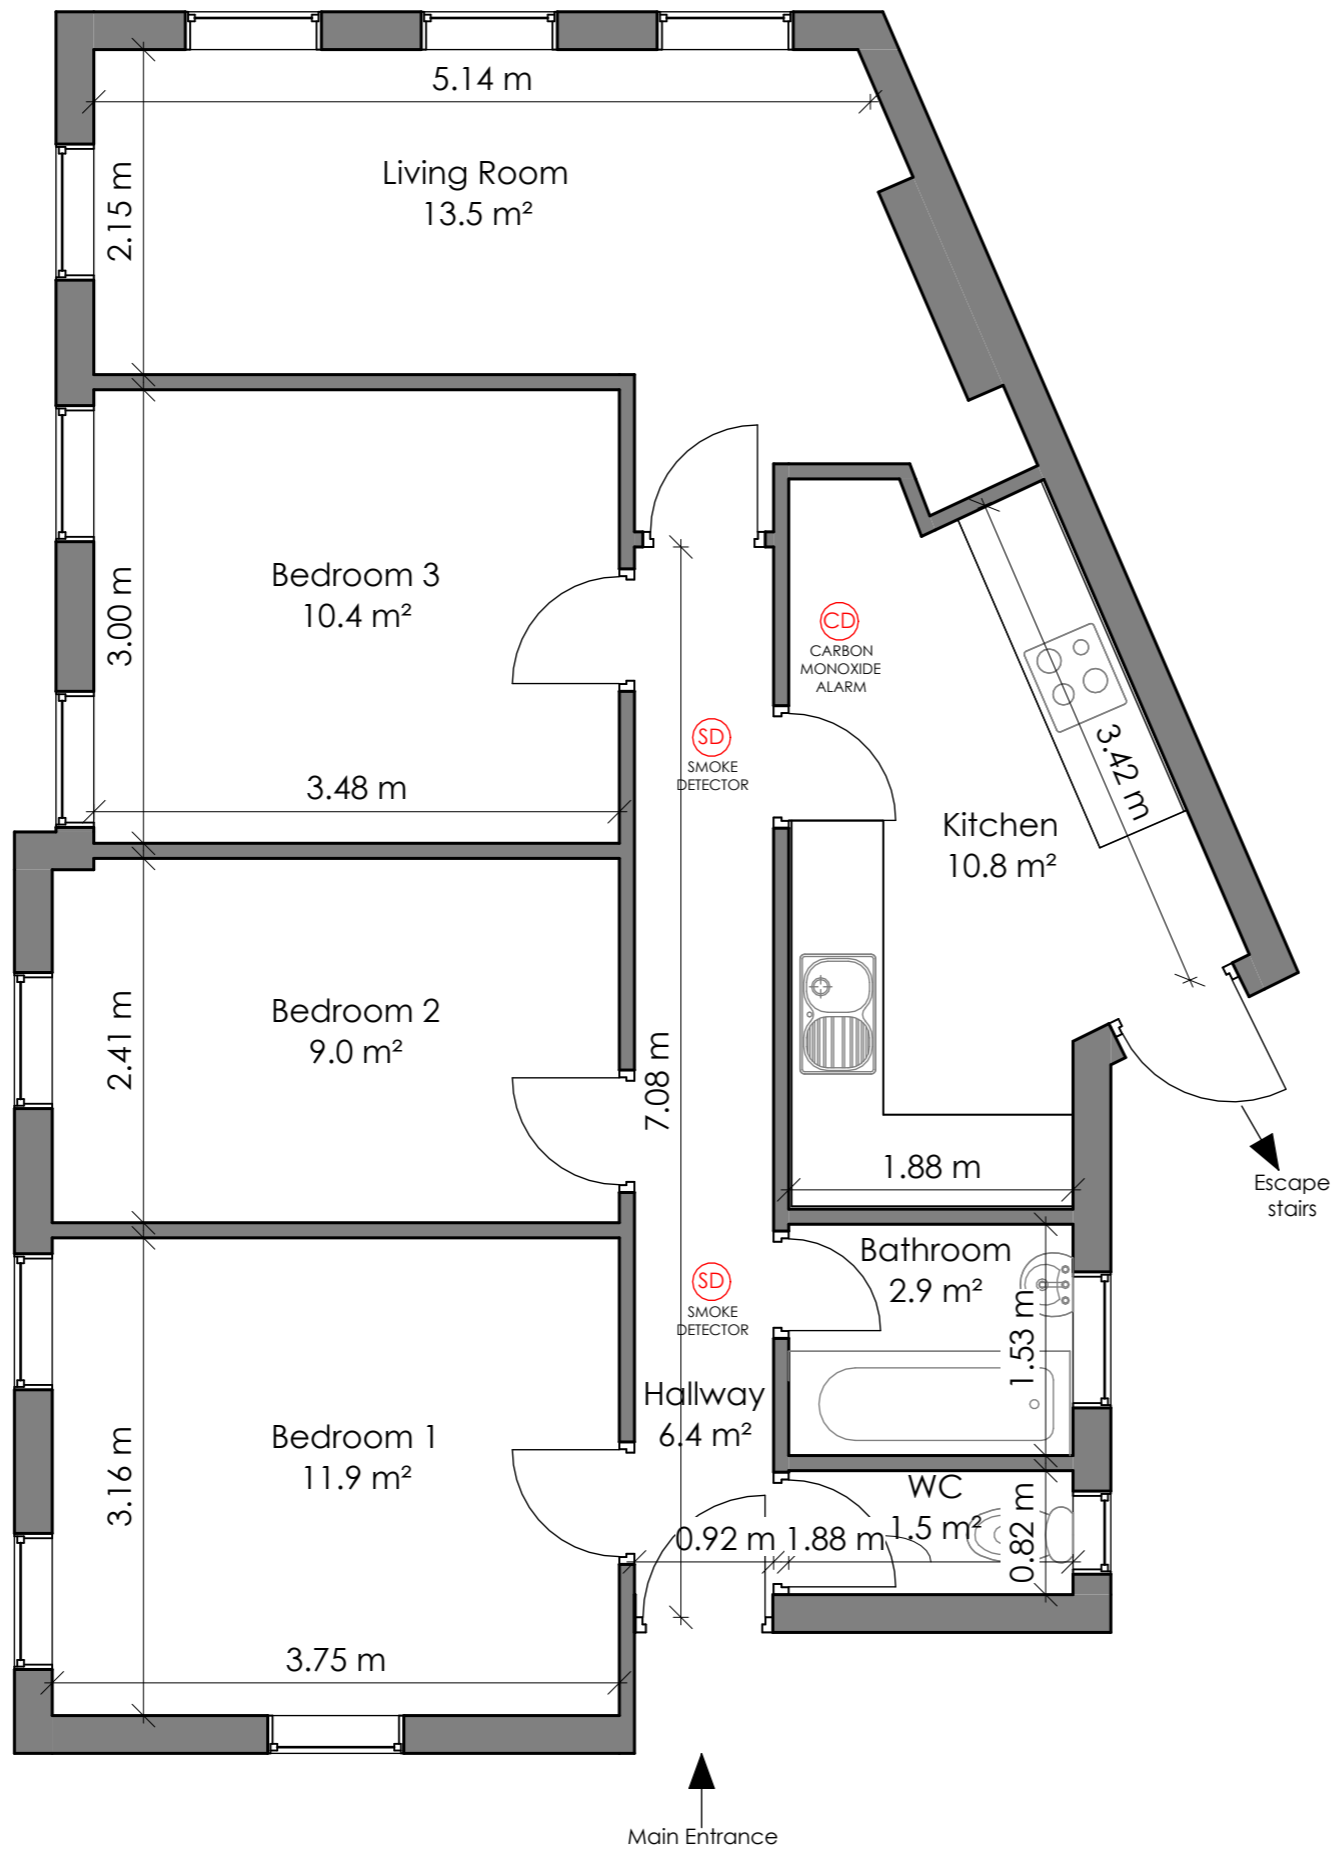 5.14 m
Living Room
13.5 m²
2.15 m
Bedroom 3
10.4 m²
3.00 m
3.48 m
CD
CARBON
MONOXIDE
ALARM
SD
SMOKE
DETECTOR
3.42 m
Kitchen
10.8 m²
Bedroom 2
9.0 m²
2.41 m
7.08 m
1.88 m
Escape
stairs
Bathroom
2.9 m²
1.53 m
SD
SMOKE
DETECTOR
Hallway
6.4 m²
Bedroom 1
11.9 m²
3.16 m
WC
1.5 m²
0.92 m
1.88 m
0.82 m
3.75 m
Main Entrance